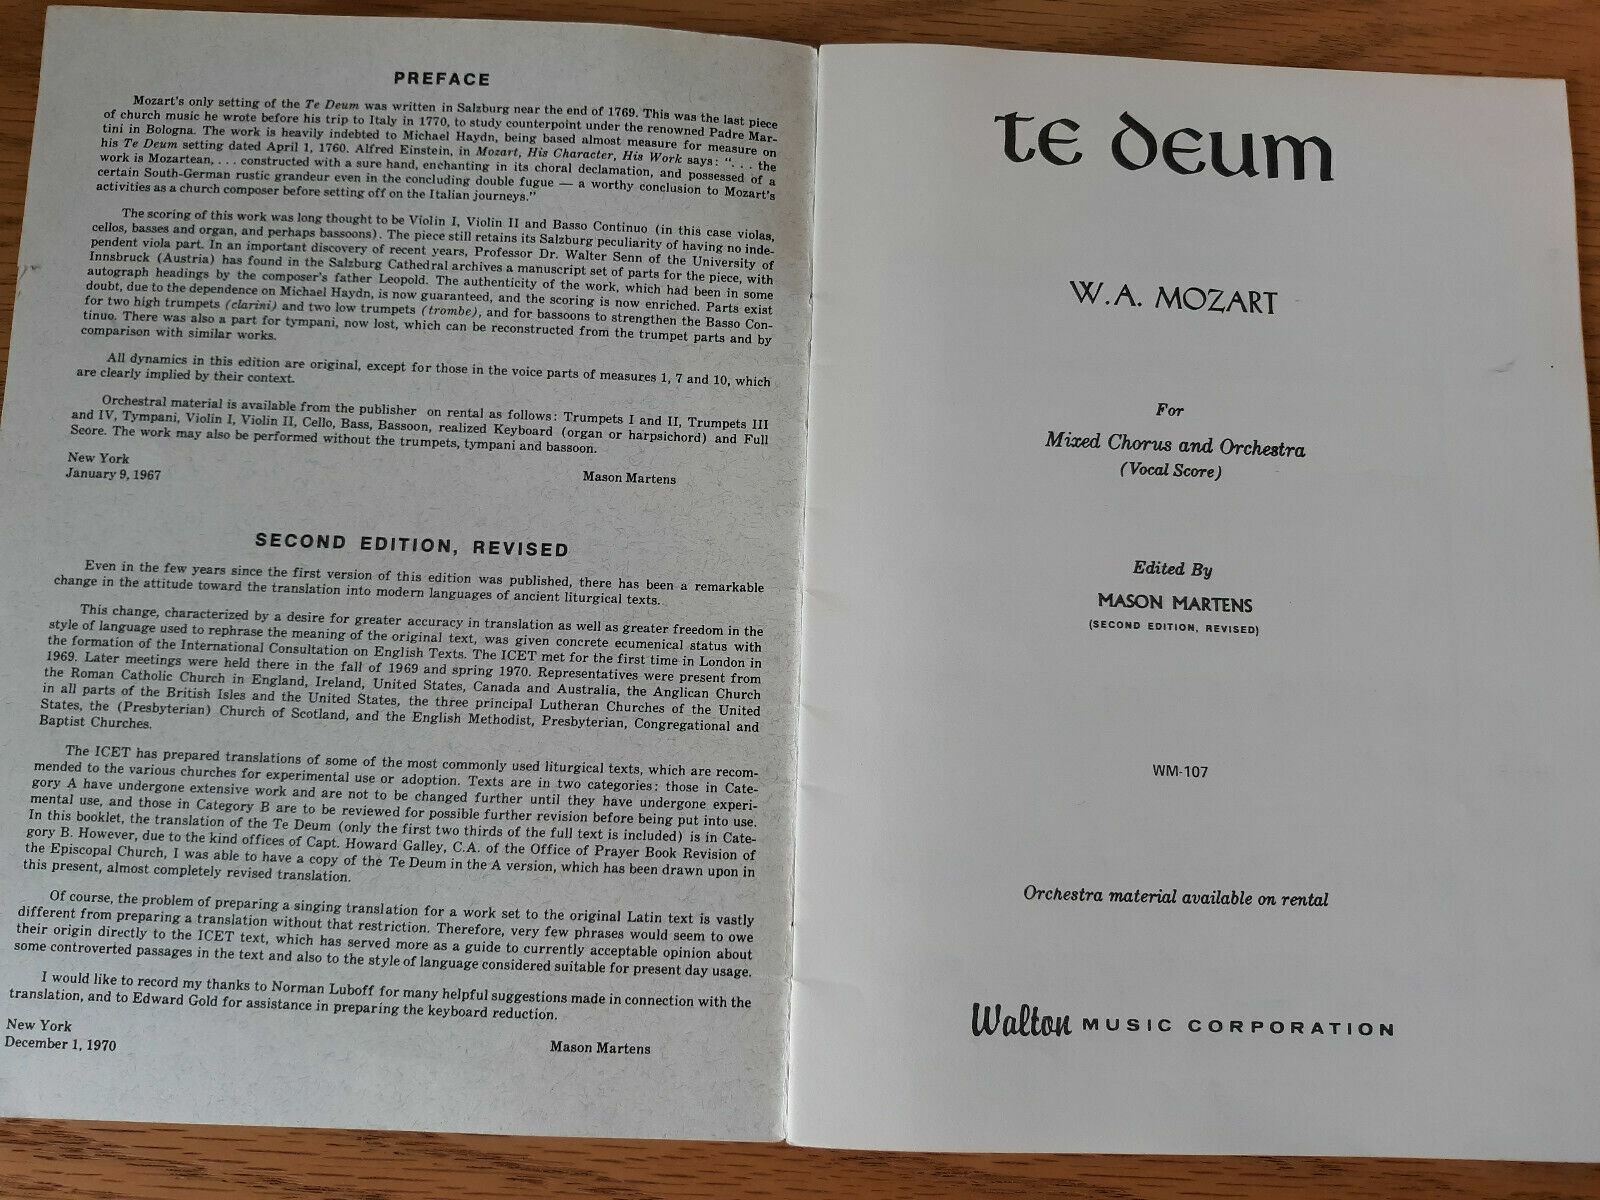 PREFACE
Mozart's only setting of the Te Deum was written in Salzburg near the end of 1769. This was the last piece
of church music he wrote before his trip to Italy in 1770, to study counterpoint under the renowned Padre Mar-
tini in Bologna. The work is heavily indebted to Michael Haydn, being based almost measure for measure on
his Te Deum setting dated April 1, 1760. Alfred Einstein, in Mozart, His Character, His Work says: ". . . the
work is Mozartean, . . . constructed with a sure hand, enchanting in its choral declamation, and possessed of a
certain South-German rustic grandeur even in the concluding double fugue — a worthy conclusion to Mozart's
activities as a church composer before setting off on the Italian journeys."
The scoring of this work was long thought to be Violin I, Violin II and Basso Continuo (in this case violas,
cellos, basses and organ, and perhaps bassoons). The piece still retains its Salzburg peculiarity of having no inde-
pendent viola part. In an important discovery of recent years, Professor Dr. Walter Senn of the University of
Innsbruck (Austria) has found in the Salzburg Cathedral archives a manuscript set of parts for the piece, with
autograph headings by the composer's father Leopold. The authenticity of the work, which had been in some
doubt, due to the dependence on Michael Haydn, is now guaranteed, and the scoring is now enriched. Parts exist
for two high trumpets (clarini) and two low trumpets (trombe), and for bassoons to strengthen the Basso Con-
tinuo. There was also a part for tympani, now lost, which can be reconstructed from the trumpet parts and by
comparison with similar works.
All dynamics in this edition are original, except for those in the voice parts of measures 1, 7 and 10, which
are clearly implied by their context.
Orchestral material is available from the publisher on rental as follows: Trumpets I and II, Trumpets III
and IV, Tympani, Violin I, Violin II, Cello, Bass, Bassoon, realized Keyboard (organ or harpsichord) and Full
Score. The work may also be performed without the trumpets, tympani and bassoon.
New York
January 9, 1967 Mason Martens
SECOND EDITION, REVISED
Even in the few years since the first version of this edition was published, there has been a remarkable
change in the attitude toward the translation into modern languages of ancient liturgical texts.
This change, characterized by a desire for greater accuracy in translation as well as greater freedom in the
style of language used to rephrase the meaning of the original text, was given concrete ecumenical status with
the formation of the International Consultation on English Texts. The ICET met for the first time in London in
1969. Later meetings were held there in the fall of 1969 and spring 1970. Representatives were present from
the Roman Catholic Church in England, Ireland, United States, Canada and Australia, the Anglican Church
in all parts of the British Isles and the United States, the three principal Lutheran Churches of the United
States, the (Presbyterian) Church of Scotland, and the English Methodist, Presbyterian, Congregational and
Baptist Churches.
The ICET has prepared translations of some of the most commonly used liturgical texts, which are recom-
mended to the various churches for experimental use or adoption. Texts are in two categories: those in Cate-
gory A have undergone extensive work and are not to be changed further until they have undergone experi-
mental use, and those in Category B are to be reviewed for possible further revision before being put into use.
In this booklet, the translation of the Te Deum (only the first two thirds of the full text is included) is in Cate-
gory B. However, due to the kind offices of Capt. Howard Galley, C.A. of the Office of Prayer Book Revision of
the Episcopal Church, I was able to have a copy of the Te Deum in the A version, which has been drawn upon in
this present, almost completely revised translation.
Of course, the problem of preparing a singing translation for a work set to the original Latin text is vastly
different from preparing a translation without that restriction. Therefore, very few phrases would seem to owe
their origin directly to the ICET text, which has served more as a guide to currently acceptable opinion about
some controverted passages in the text and also to the style of language considered suitable for present day usage.
I would like to record my thanks to Norman Luboff for many helpful suggestions made in connection with the
translation, and to Edward Gold for assistance in preparing the keyboard reduction.
New York
December 1, 1970 Mason Martens
te deum
W.A. MOZART
For
Mixed Chorus and Orchestra
(Vocal Score)
Edited By
MASON MARTENS
(SECOND EDITION, REVISED)
WM-107
Orchestra material available on rental
Walton MUSIC CORPORATION